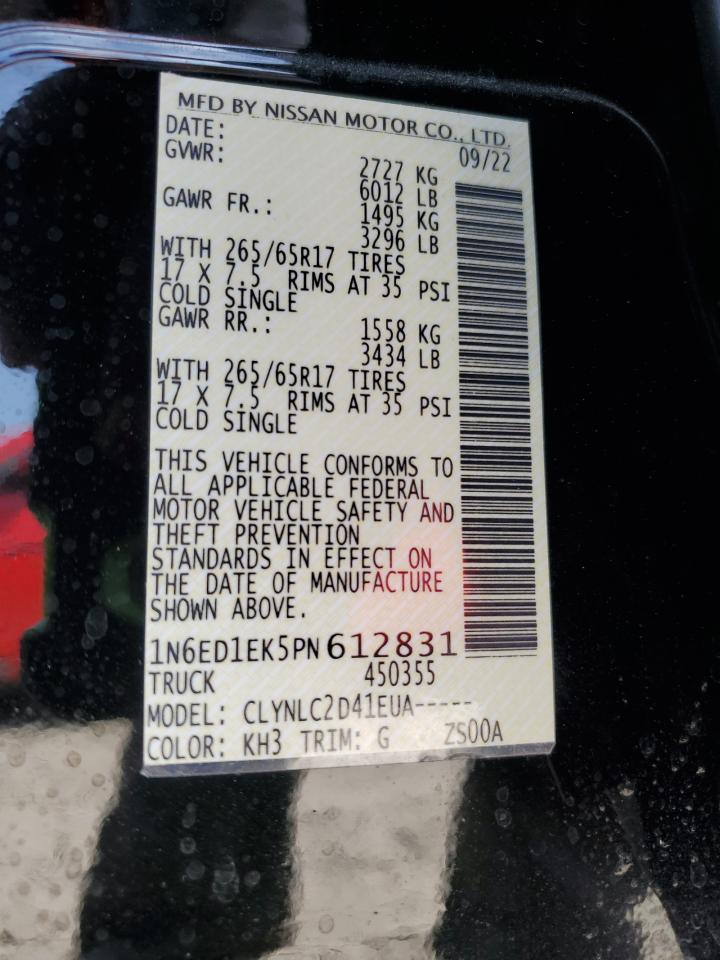 MFD BY NISSAN MOTOR CO., LTD.
DATE: 09/22
GVWR: 2727 KG
6012 LB
GAWR FR.: 1495 KG
3296 LB
WITH 265/65R17 TIRES
17 X 7.5 RIMS AT 35 PSI
COLD SINGLE
GAWR RR.: 1558 KG
3434 LB
WITH 265/65R17 TIRES
17 X 7.5 RIMS AT 35 PSI
COLD SINGLE
THIS VEHICLE CONFORMS TO
ALL APPLICABLE FEDERAL
MOTOR VEHICLE SAFETY AND
THEFT PREVENTION
STANDARDS IN EFFECT ON
THE DATE OF MANUFACTURE
SHOWN ABOVE.
1N6ED1EK5PN612831
TRUCK 450355
MODEL: CLYNLC2D41EUA-----
COLOR: KH3 TRIM: G ZS00A